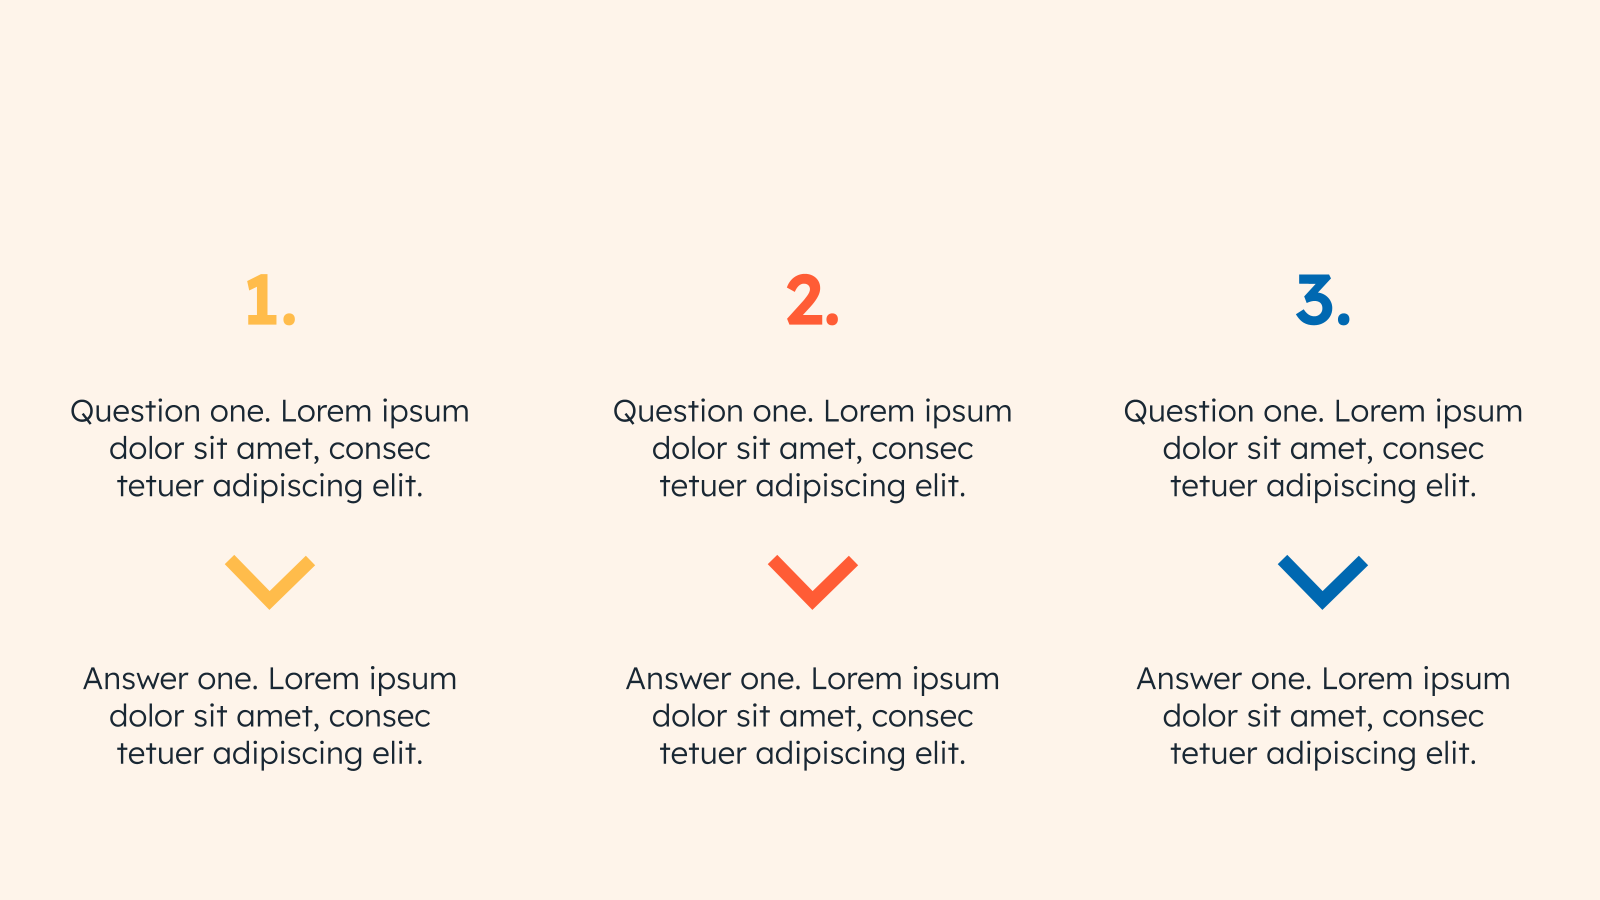 1.
Question one. Lorem ipsum
dolor sit amet, consec
tetuer adipiscing elit.
Answer one. Lorem ipsum
dolor sit amet, consec
tetuer adipiscing elit.
2.
Question one. Lorem ipsum
dolor sit amet, consec
tetuer adipiscing elit.
Answer one. Lorem ipsum
dolor sit amet, consec
tetuer adipiscing elit.
3.
Question one. Lorem ipsum
dolor sit amet, consec
tetuer adipiscing elit.
Answer one. Lorem ipsum
dolor sit amet, consec
tetuer adipiscing elit.